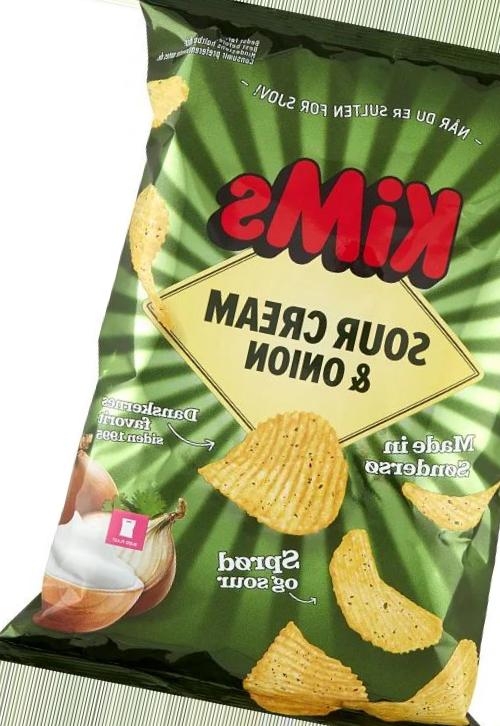 - NÅR DU ER SULTEN FOR SJOV! -
KiMs
SOUR CREAM
& ONION
Danskernes
favorit
siden 1995
Made in
Søndersø
Sprød
og sour